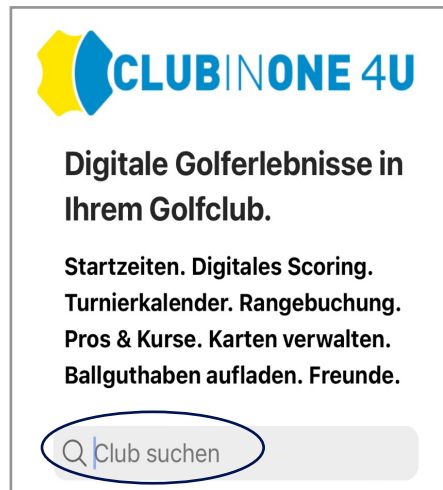 CLUBINONE 4U
Digitale Golferlebnisse in
Ihrem Golfclub.
Startzeiten. Digitales Scoring.
Turnierkalender. Rangebuchung.
Pros & Kurse. Karten verwalten.
Ballguthaben aufladen. Freunde.
Club suchen